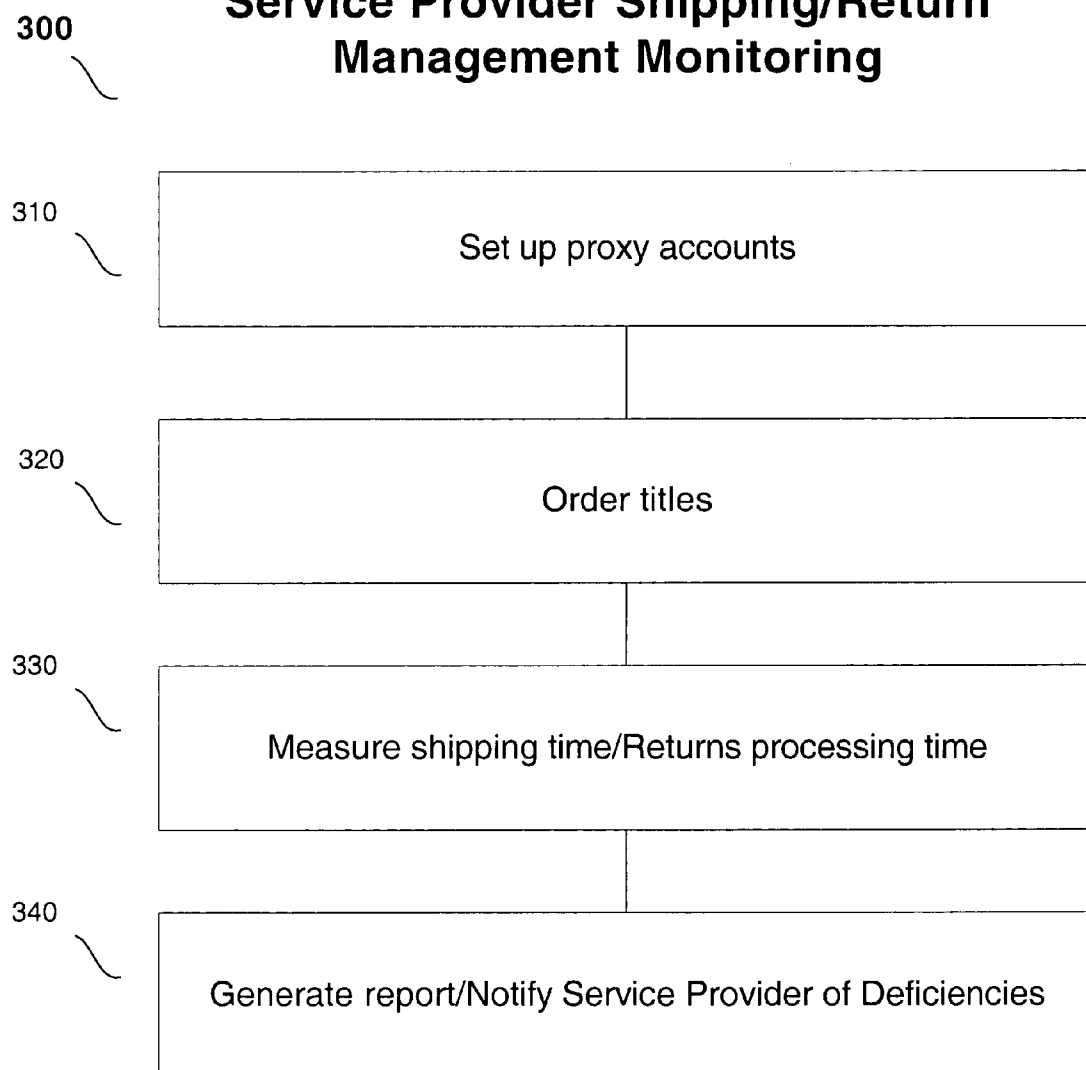 Service Provider Shipping/Return
300
Management Monitoring
310
Set up proxy accounts
320
Order titles
330
Measure shipping time/Returns processing time
340
Generate report/Notify Service Provider of Deficiencies